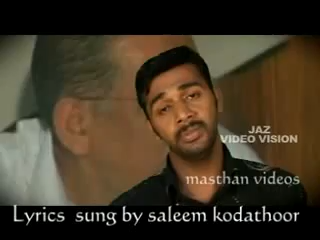 JAZ
VIDEO VISION
masthan videos
Lyrics sung by saleem kodathoor